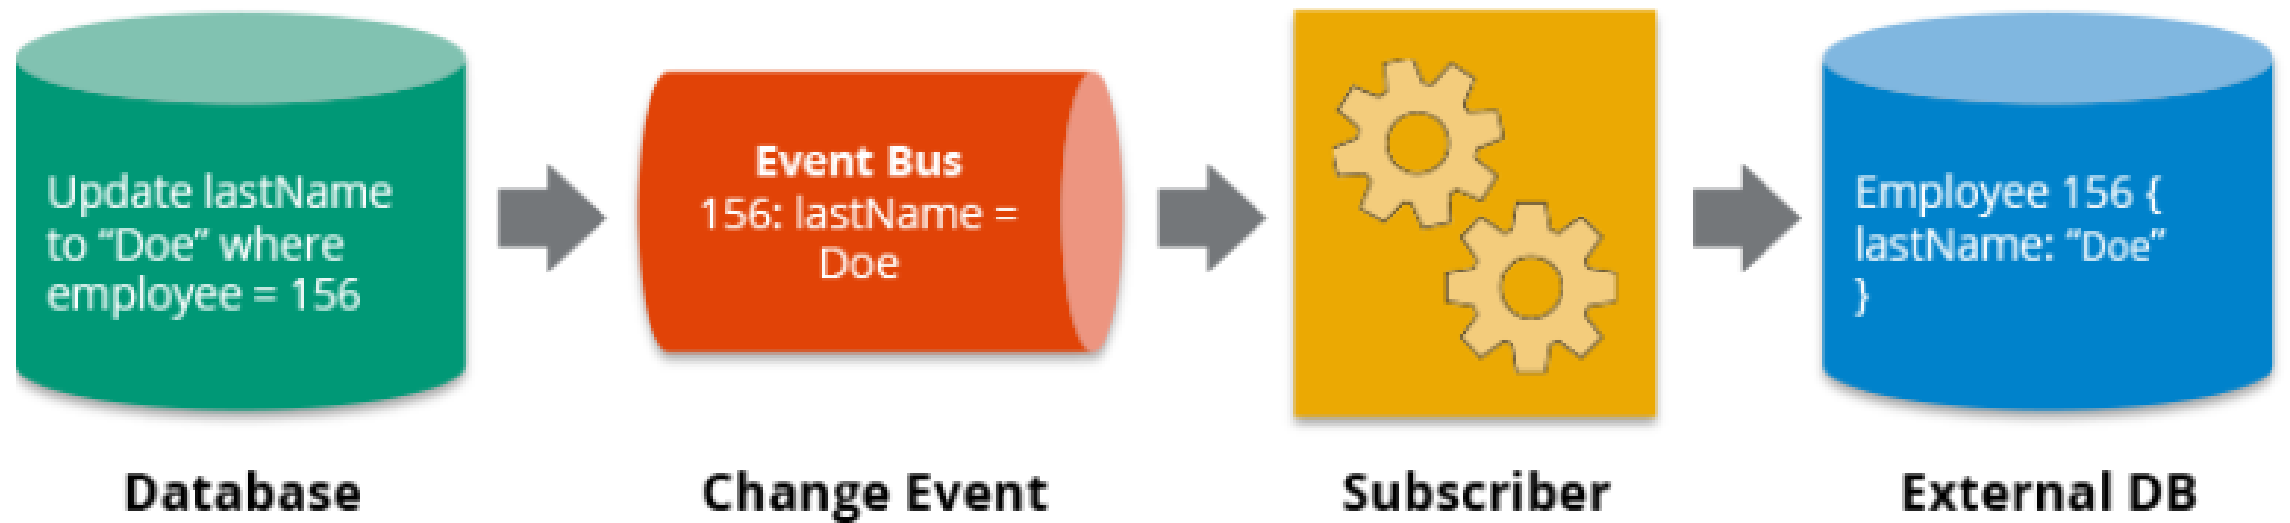 Update lastName
to “Doe” where
employee = 156
Event Bus
156: lastName =
Doe
Employee 156 {
lastName: “Doe”
}
Database
Change Event
Subscriber
External DB